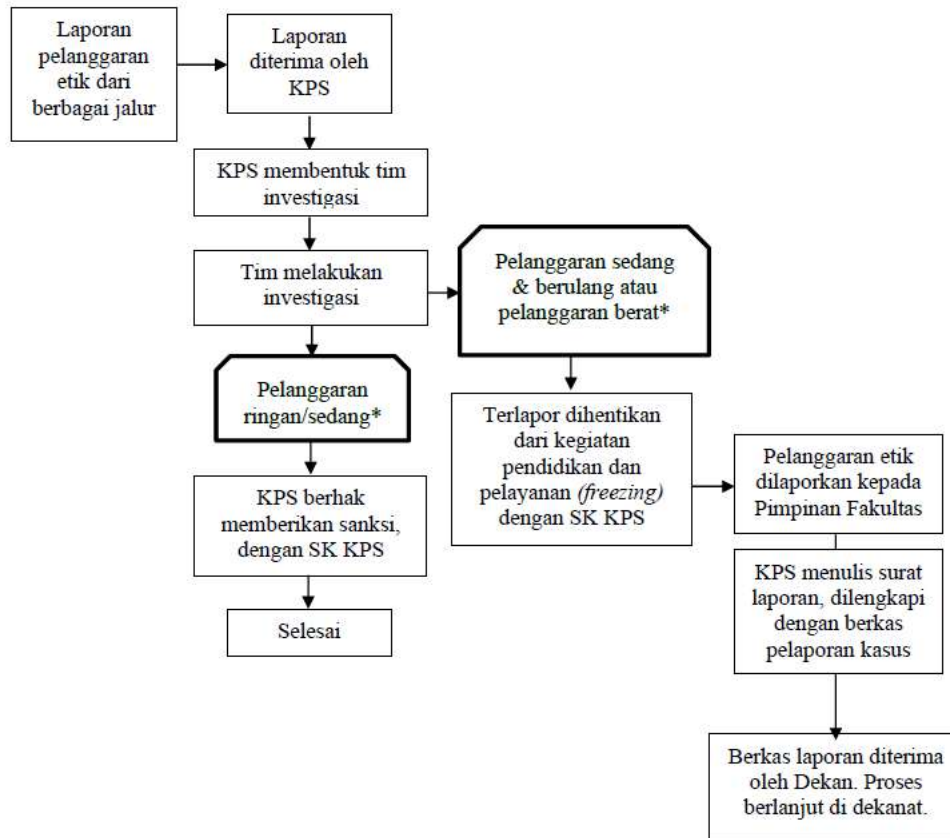 Laporan
pelanggaran
etik dari
berbagai jalur
Laporan
diterima oleh
KPS
KPS membentuk tim
investigasi
Tim melakukan
investigasi
Pelanggaran sedang
& berulang atau
pelanggaran berat*
Pelanggaran
ringan/sedang*
KPS berhak
memberikan sanksi,
dengan SK KPS
Selesai
Terlapor dihentikan
dari kegiatan
pendidikan dan
pelayanan (freezing)
dengan SK KPS
Pelanggaran etik
dilaporkan kepada
Pimpinan Fakultas
KPS menulis surat
laporan, dilengkapi
dengan berkas
pelaporan kasus
Berkas laporan diterima
oleh Dekan. Proses
berlanjut di dekanat.